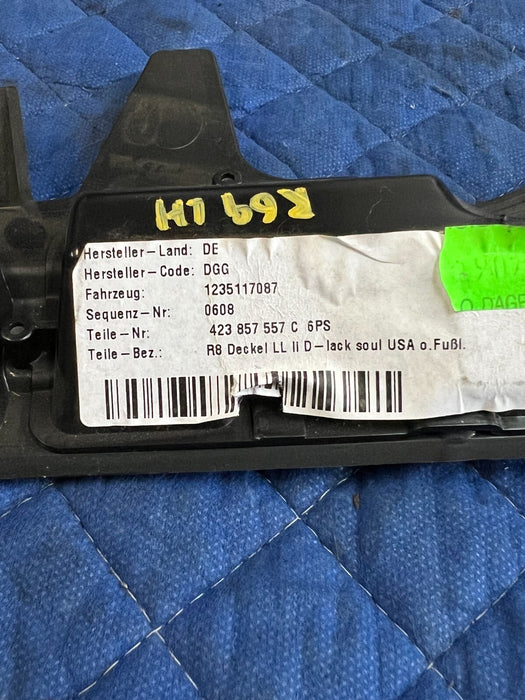 R69 LH
Hersteller-Land: DE
Hersteller-Code: DGG
Fahrzeug: 1235117087
Sequenz-Nr: 0608
Teile-Nr: 423 857 557 C 6PS
Teile-Bez.: R8 Deckel LL II D-lack soul USA o.Fußl.